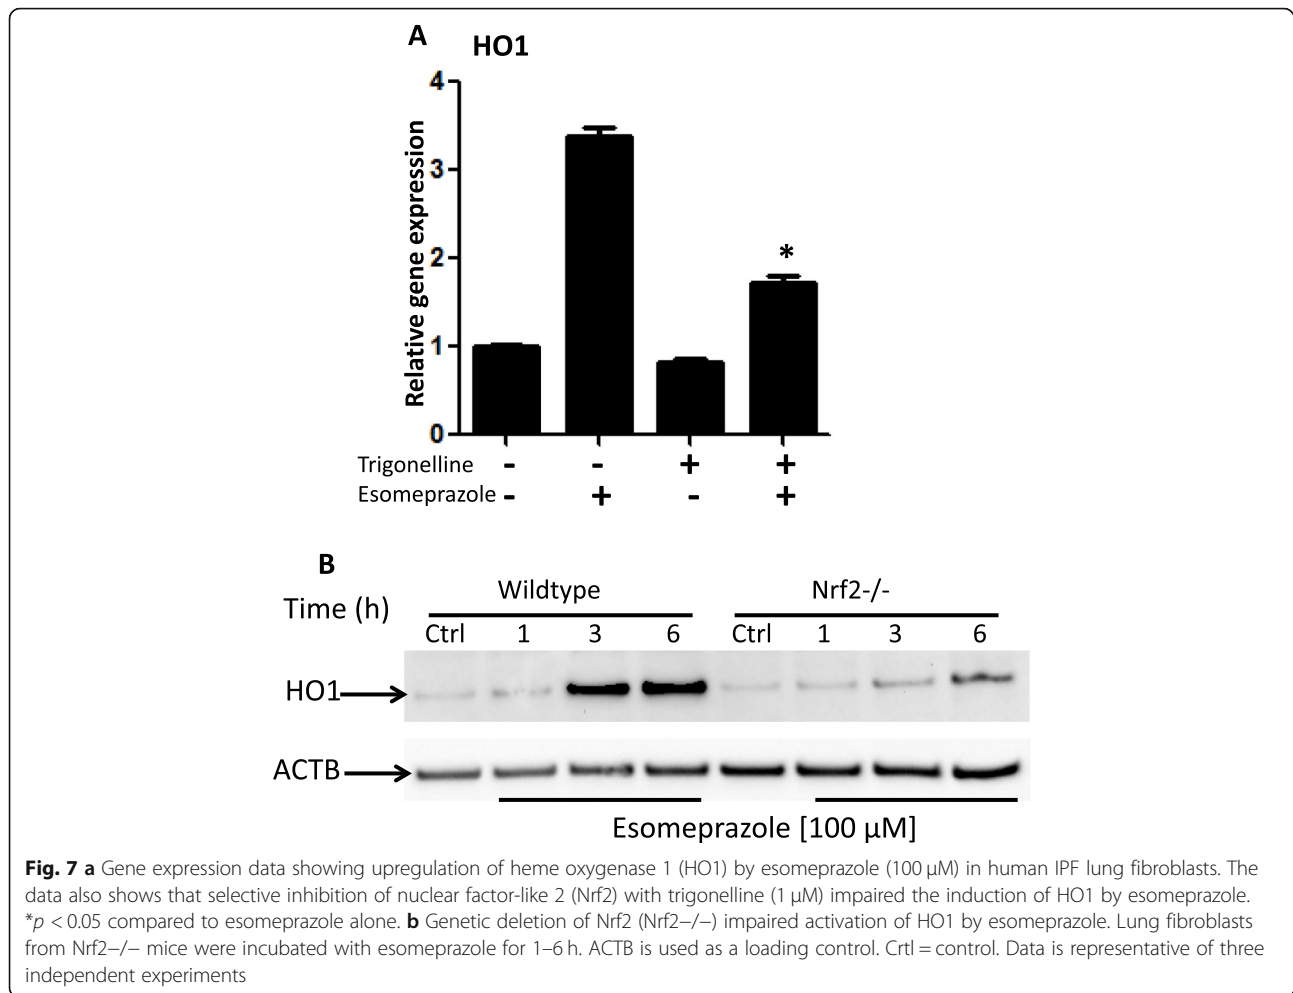 A HO1
4
3
2
1
0
Relative gene expression
Trigonelline - - + +
Esomeprazole - + - +
B
Wildtype Nrf2-/-
Time (h)
Ctrl 1 3 6 Ctrl 1 3 6
HO1
ACTB
Esomeprazole [100 µM]
Fig. 7 a Gene expression data showing upregulation of heme oxygenase 1 (HO1) by esomeprazole (100 μM) in human IPF lung fibroblasts. The
data also shows that selective inhibition of nuclear factor-like 2 (Nrf2) with trigonelline (1 μM) impaired the induction of HO1 by esomeprazole.
*p < 0.05 compared to esomeprazole alone. b Genetic deletion of Nrf2 (Nrf2−/−) impaired activation of HO1 by esomeprazole. Lung fibroblasts
from Nrf2−/− mice were incubated with esomeprazole for 1–6 h. ACTB is used as a loading control. Crtl = control. Data is representative of three
independent experiments